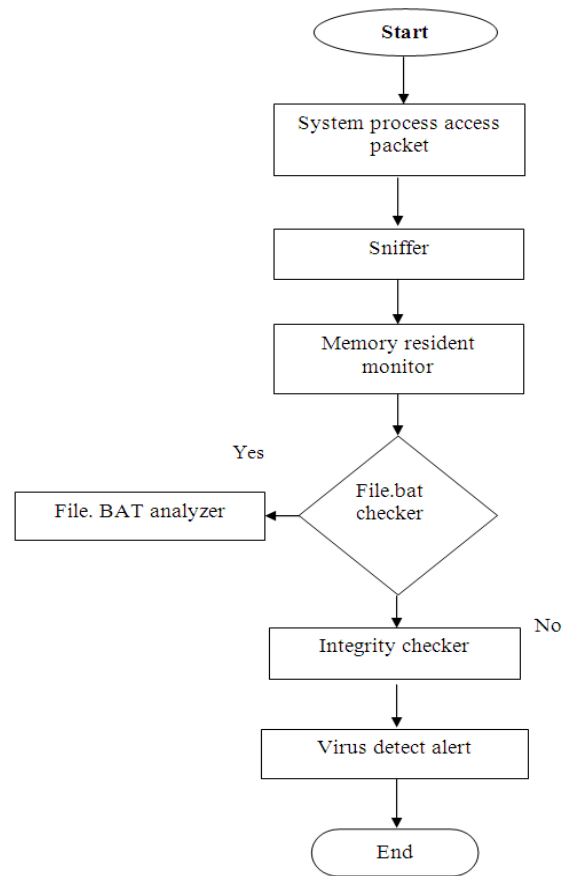 Start
System process access
packet
Sniffer
Memory resident
monitor
Yes
File.bat
checker
File. BAT analyzer
No
Integrity checker
Virus detect alert
End